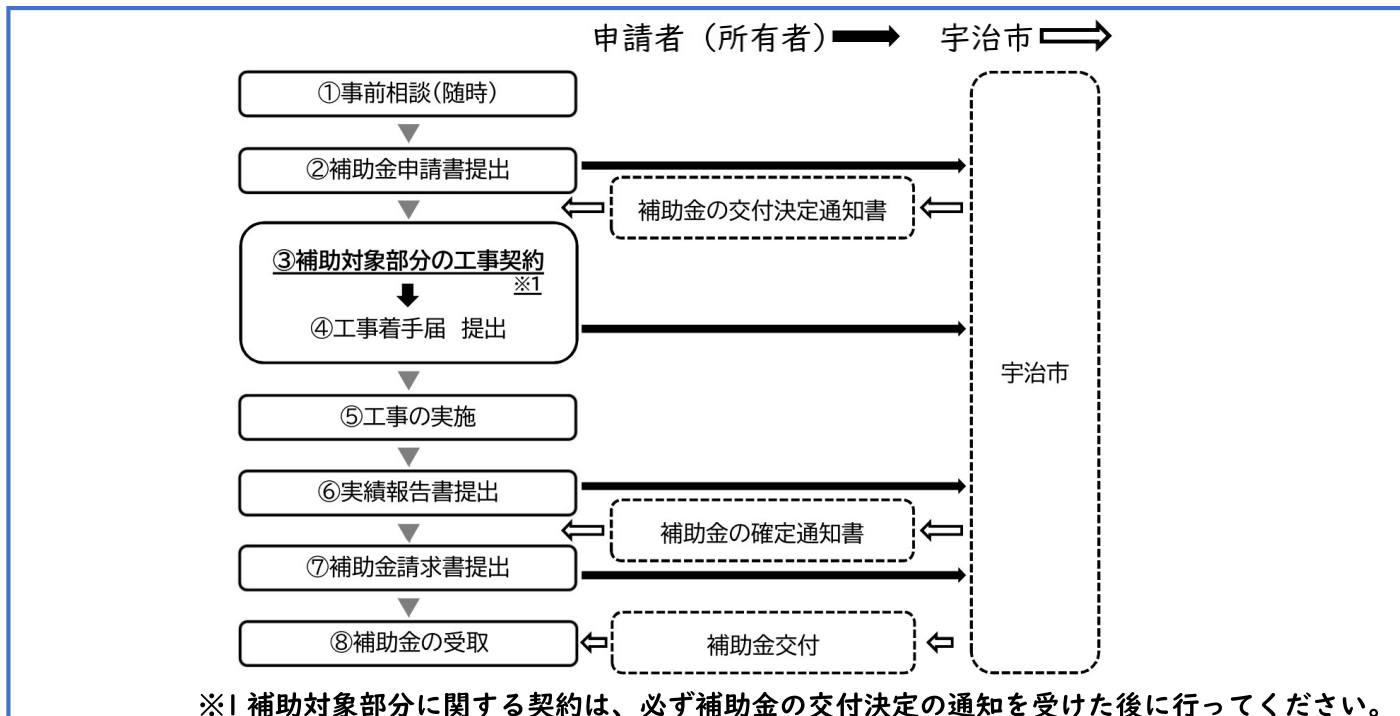 申請者（所有者） 宇治市
①事前相談(随時)
②補助金申請書提出
補助金の交付決定通知書
③補助対象部分の工事契約
※1
④工事着手届 提出
宇治市
⑤工事の実施
⑥実績報告書提出
補助金の確定通知書
⑦補助金請求書提出
⑧補助金の受取
補助金交付
※1 補助対象部分に関する契約は、必ず補助金の交付決定の通知を受けた後に行ってください。